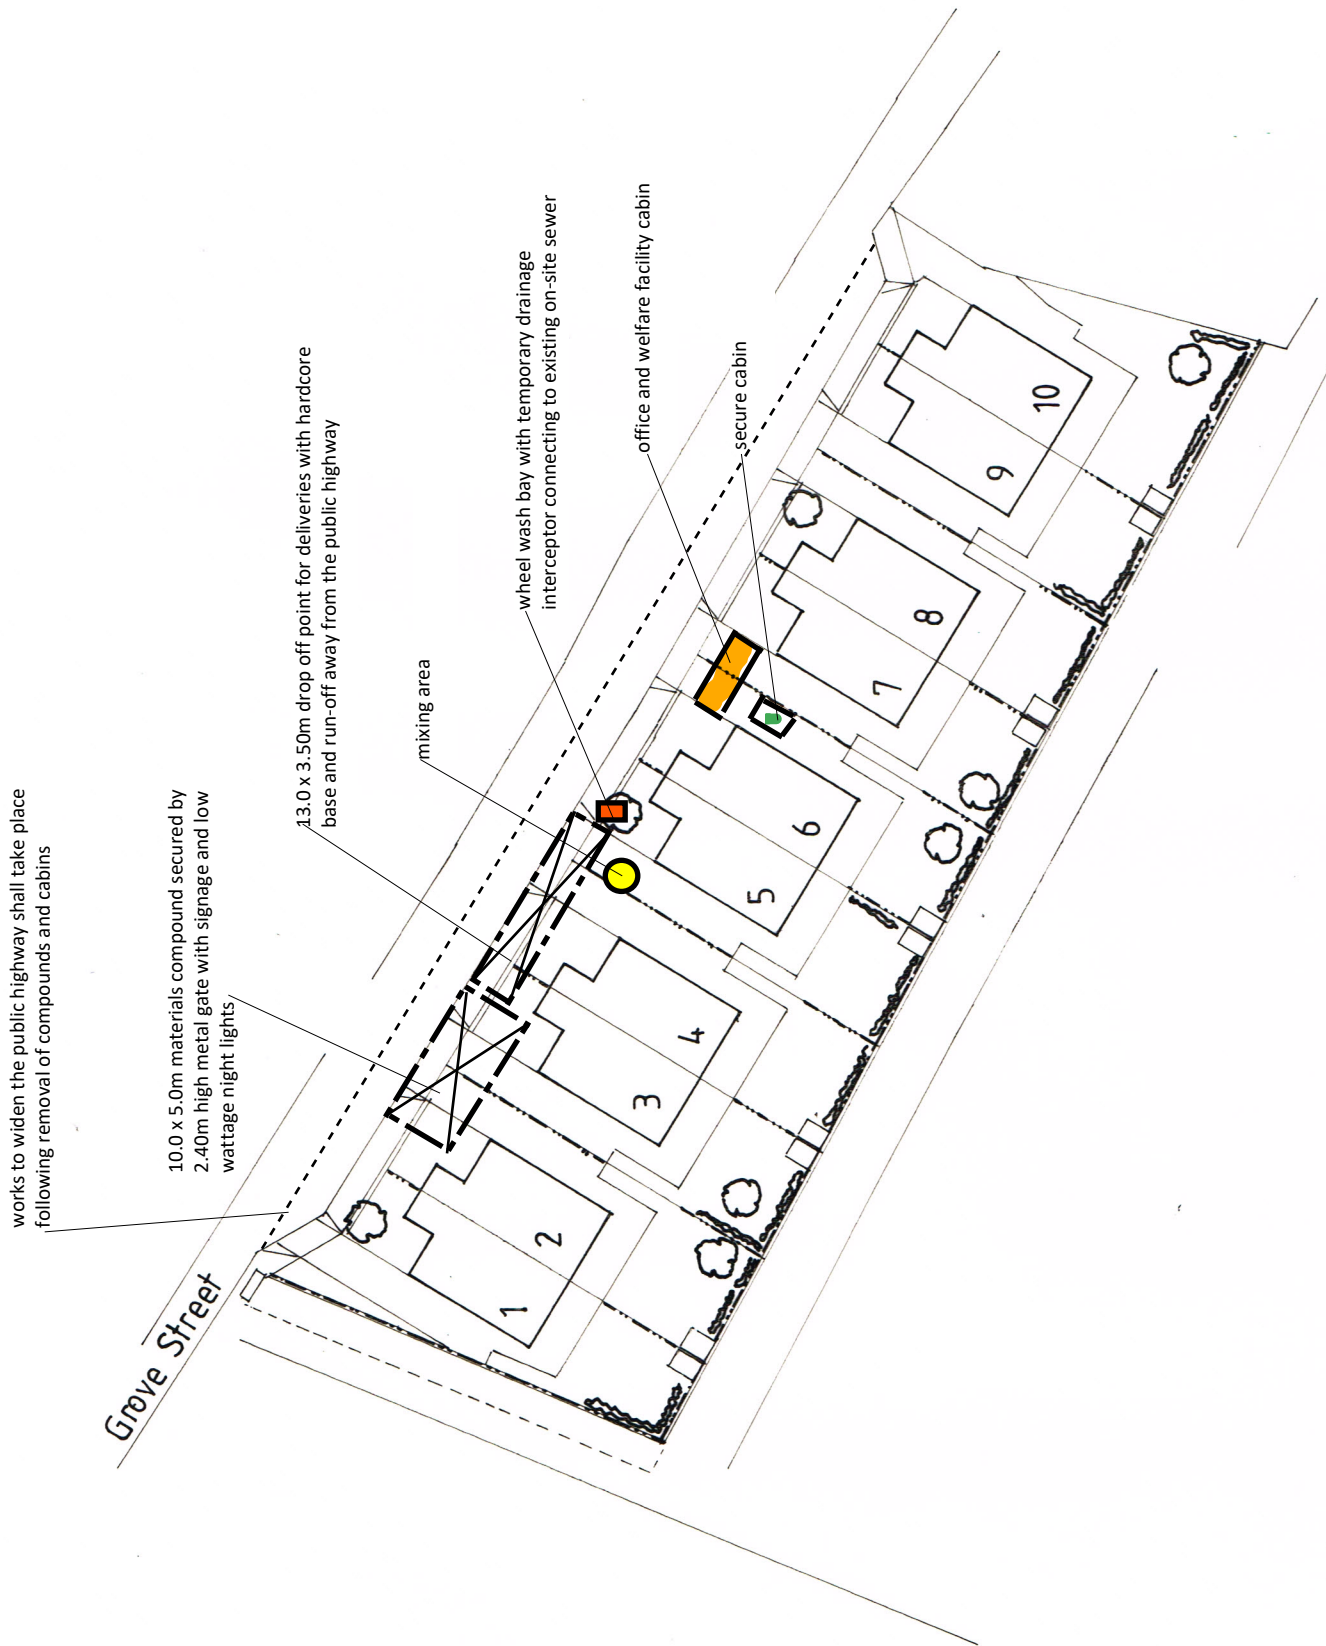 works to widen the public highway shall take place
following removal of compounds and cabins
10.0 x 5.0m materials compound secured by
2.40m high metal gate with signage and low
wattage night lights
13.0 x 3.50m drop off point for deliveries with hardcore
base and run-off away from the public highway
mixing area
wheel wash bay with temporary drainage
interceptor connecting to existing on-site sewer
office and welfare facility cabin
secure cabin
Grove Street
1
2
3
4
5
6
7
8
9
10